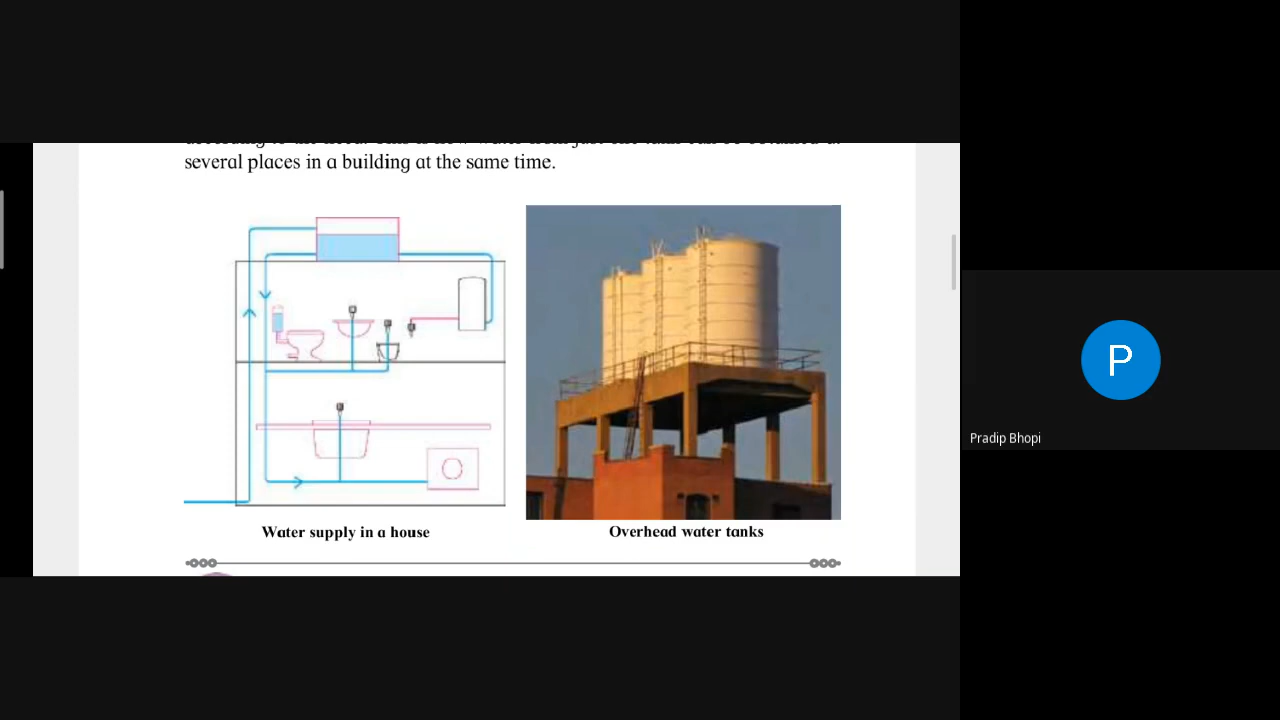 several places in a building at the same time.
Water supply in a house
Overhead water tanks
P
Pradip Bhopi